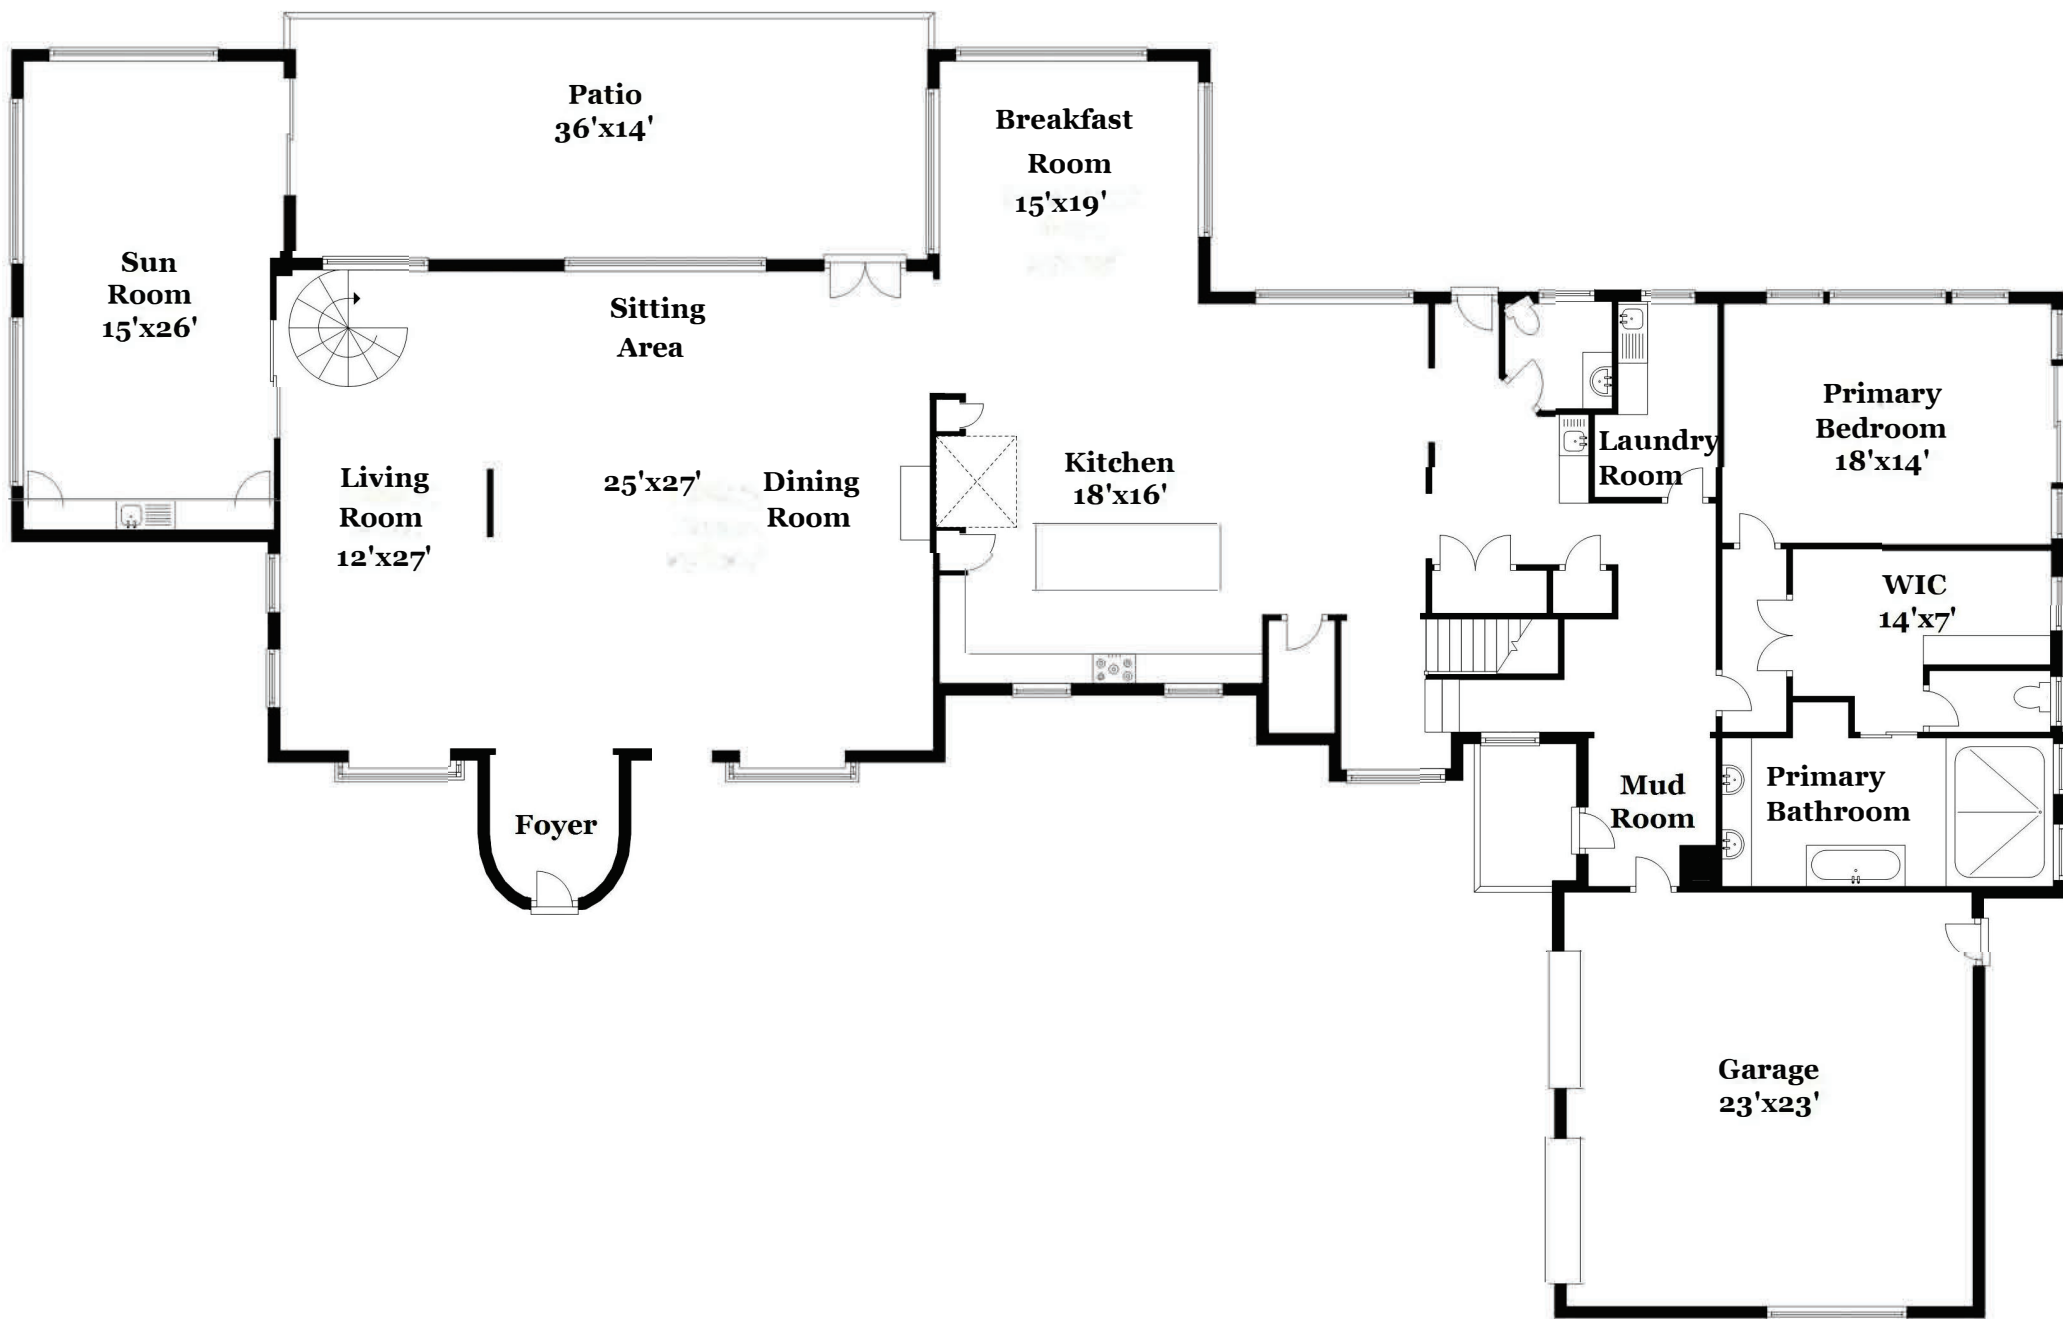 Patio
36'x14'
Breakfast
Room
15'x19'
Sun
Room
15'x26'
Sitting
Area
Living
Room
12'x27'
25'x27'
Dining
Room
Kitchen
18'x16'
Laundry
Room
Primary
Bedroom
18'x14'
WIC
14'x7'
Foyer
Mud
Room
Primary
Bathroom
Garage
23'x23'